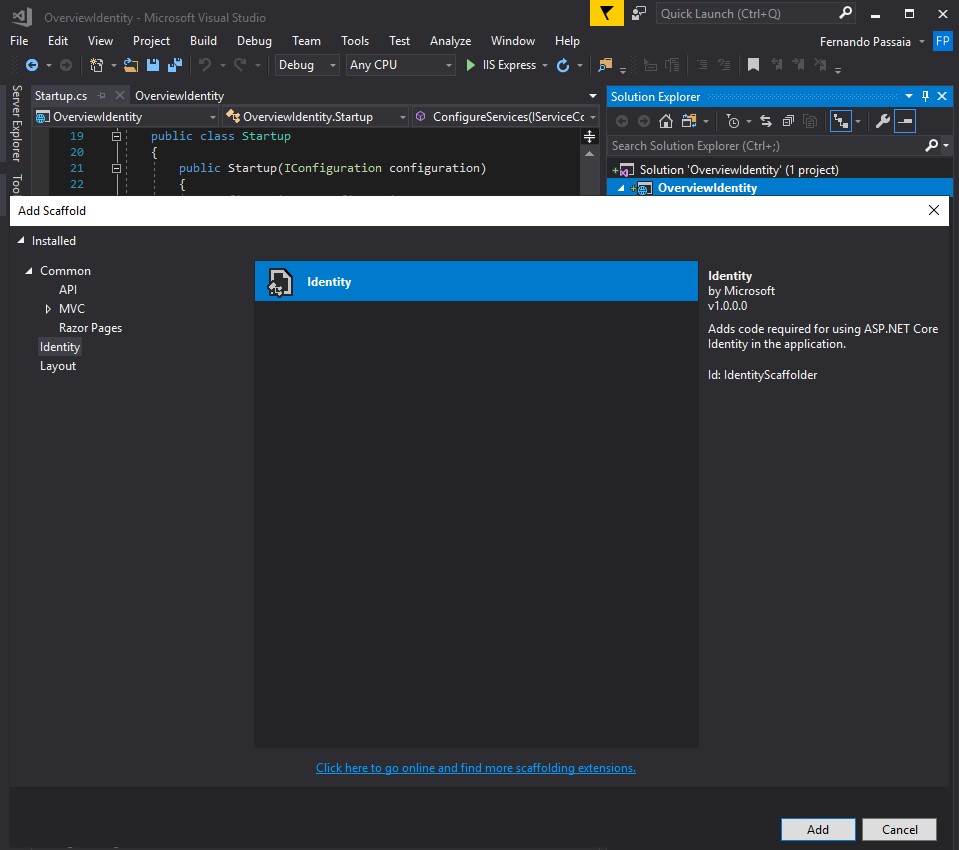 OverviewIdentity - Microsoft Visual Studio
Quick Launch (Ctrl+Q)
File Edit View Project Build Debug Team Tools Test Analyze Window Help
Fernando Passaia FP
Debug Any CPU IIS Express
Server Explorer
Startup.cs OverviewIdentity
OverviewIdentity OverviewIdentity.Startup ConfigureServices(IServiceCo
19 public class Startup
20 {
21 public Startup(IConfiguration configuration)
22 {
Solution Explorer
Search Solution Explorer (Ctrl+;)
Solution 'OverviewIdentity' (1 project)
OverviewIdentity
Add Scaffold
Installed
Common
API
MVC
Razor Pages
Identity
Layout
Identity
Identity
by Microsoft
v1.0.0.0
Adds code required for using ASP.NET Core
Identity in the application.
Id: IdentityScaffolder
Click here to go online and find more scaffolding extensions.
Add Cancel